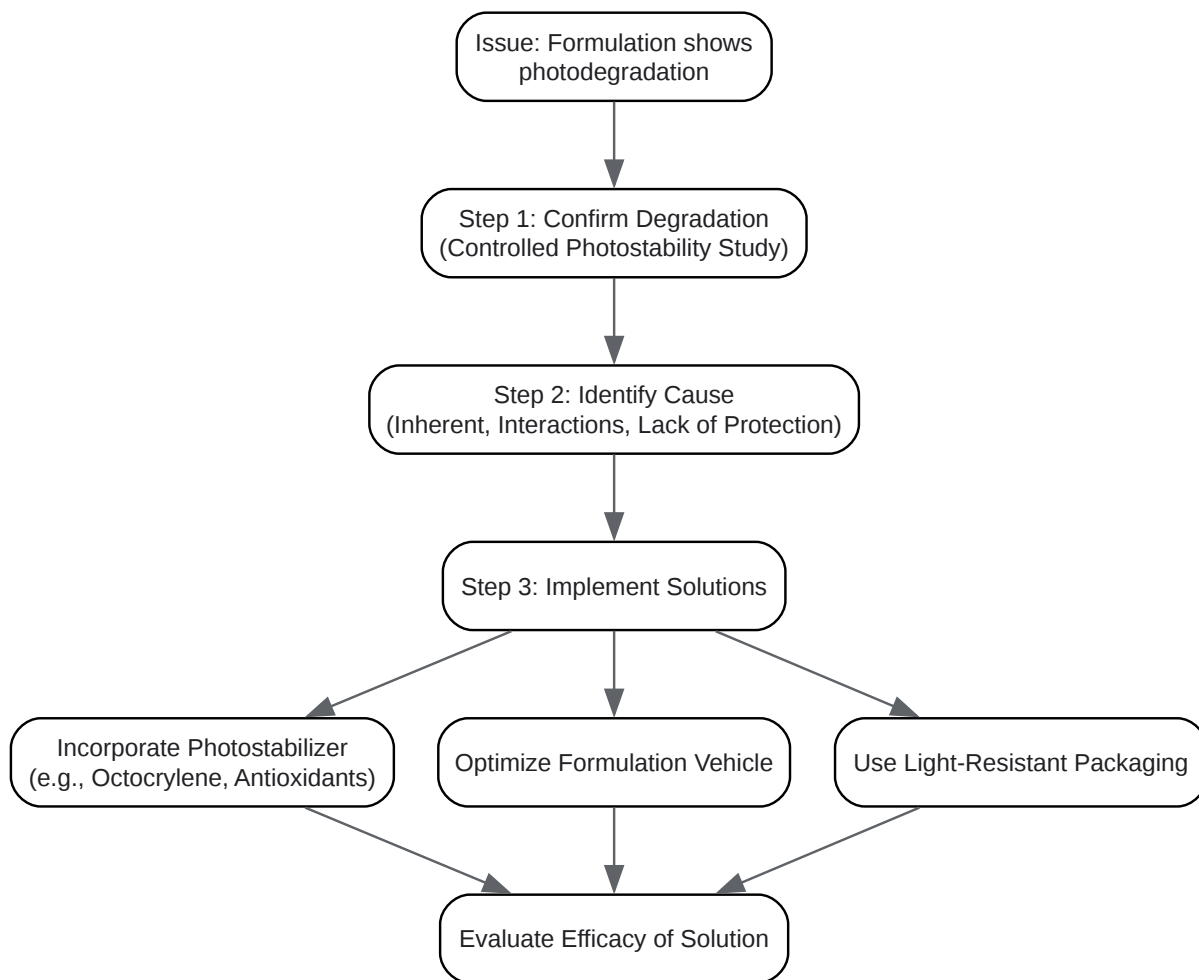 Issue: Formulation shows
photodegradation
Step 1: Confirm Degradation
(Controlled Photostability Study)
Step 2: Identify Cause
(Inherent, Interactions, Lack of Protection)
Step 3: Implement Solutions
Incorporate Photostabilizer
(e.g., Octocrylene, Antioxidants)
Optimize Formulation Vehicle
Use Light-Resistant Packaging
Evaluate Efficacy of Solution